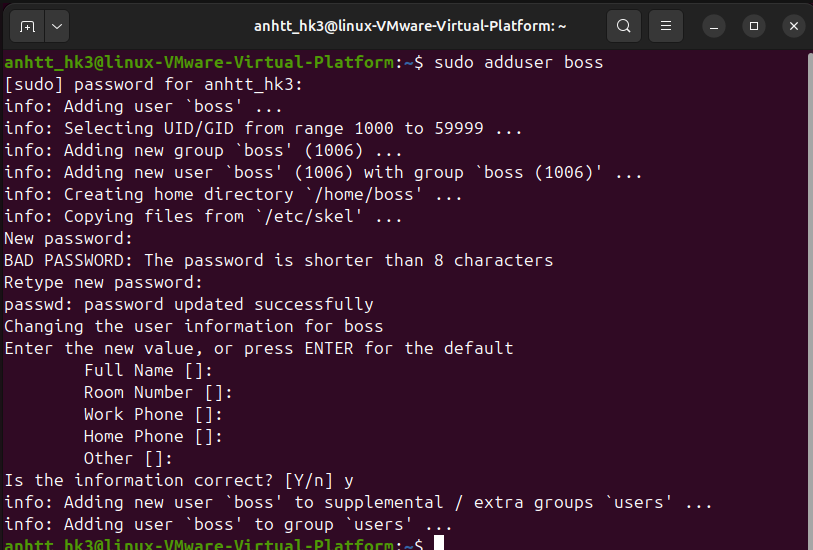 anhtt_hk3@linux-VMware-Virtual-Platform: ~
anhtt_hk3@linux-VMware-Virtual-Platform:~$ sudo adduser boss
[sudo] password for anhtt_hk3:
info: Adding user `boss' ...
info: Selecting UID/GID from range 1000 to 59999 ...
info: Adding new group `boss' (1006) ...
info: Adding new user `boss' (1006) with group `boss (1006)' ...
info: Creating home directory `/home/boss' ...
info: Copying files from `/etc/skel' ...
New password:
BAD PASSWORD: The password is shorter than 8 characters
Retype new password:
passwd: password updated successfully
Changing the user information for boss
Enter the new value, or press ENTER for the default
        Full Name []:
        Room Number []:
        Work Phone []:
        Home Phone []:
        Other []:
Is the information correct? [Y/n] y
info: Adding new user `boss' to supplemental / extra groups `users' ...
info: Adding user `boss' to group `users' ...
anhtt_hk3@linux-VMware-Virtual-Platform:~$